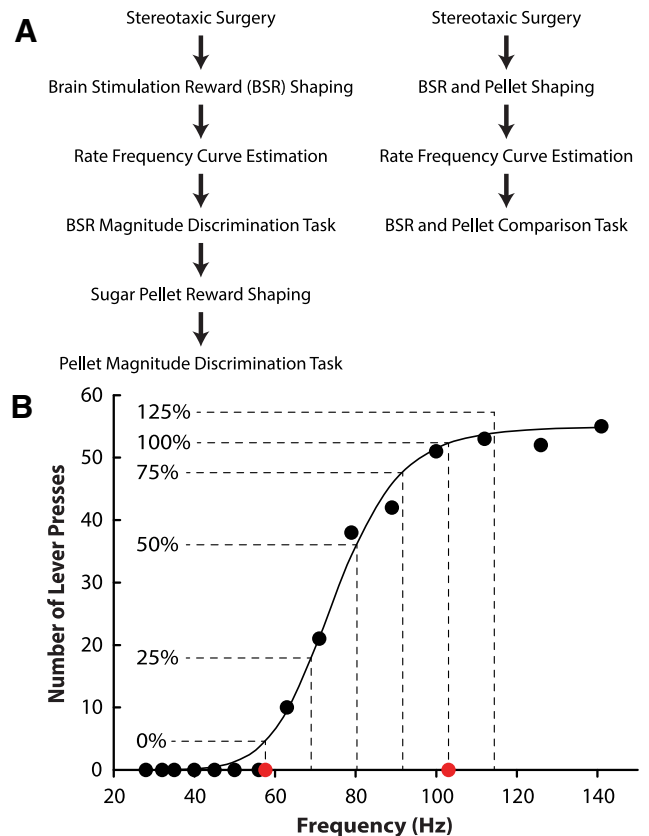 A
Stereotaxic Surgery
Brain Stimulation Reward (BSR) Shaping
Rate Frequency Curve Estimation
BSR Magnitude Discrimination Task
Sugar Pellet Reward Shaping
Pellet Magnitude Discrimination Task
Stereotaxic Surgery
BSR and Pellet Shaping
Rate Frequency Curve Estimation
BSR and Pellet Comparison Task
B
Number of Lever Presses
60
50
40
30
20
10
0
125%
100%
75%
50%
25%
0%
20
40
60
80
100
120
140
Frequency (Hz)